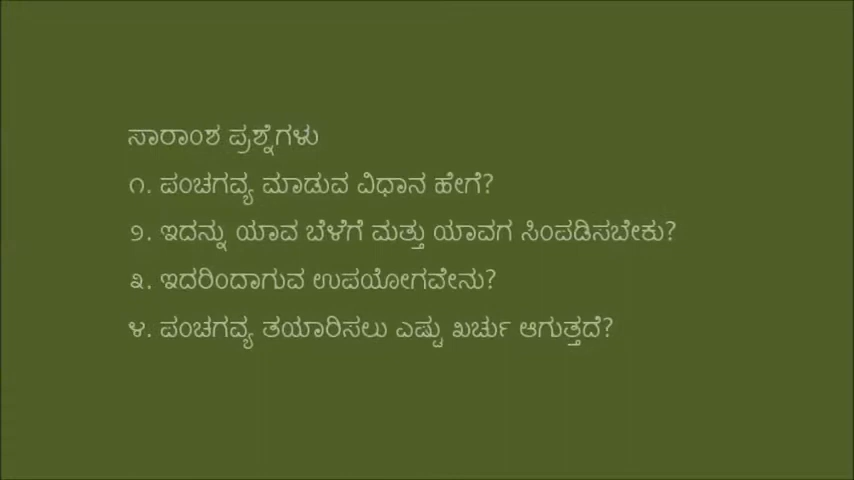 ಸಾರಾಂಶ ಪ್ರಶ್ನೆಗಳು
೧. ಪಂಚಗವ್ಯ ಮಾಡುವ ವಿಧಾನ ಹೇಗೆ?
೨. ಇದನ್ನು ಯಾವ ಬೆಳೆಗೆ ಮತ್ತು ಯಾವಗ ಸಿಂಪಡಿಸಬೇಕು?
೩. ಇದರಿಂದಾಗುವ ಉಪಯೋಗವೇನು?
೪. ಪಂಚಗವ್ಯ ತಯಾರಿಸಲು ಎಷ್ಟು ಖರ್ಚು ಆಗುತ್ತದೆ?